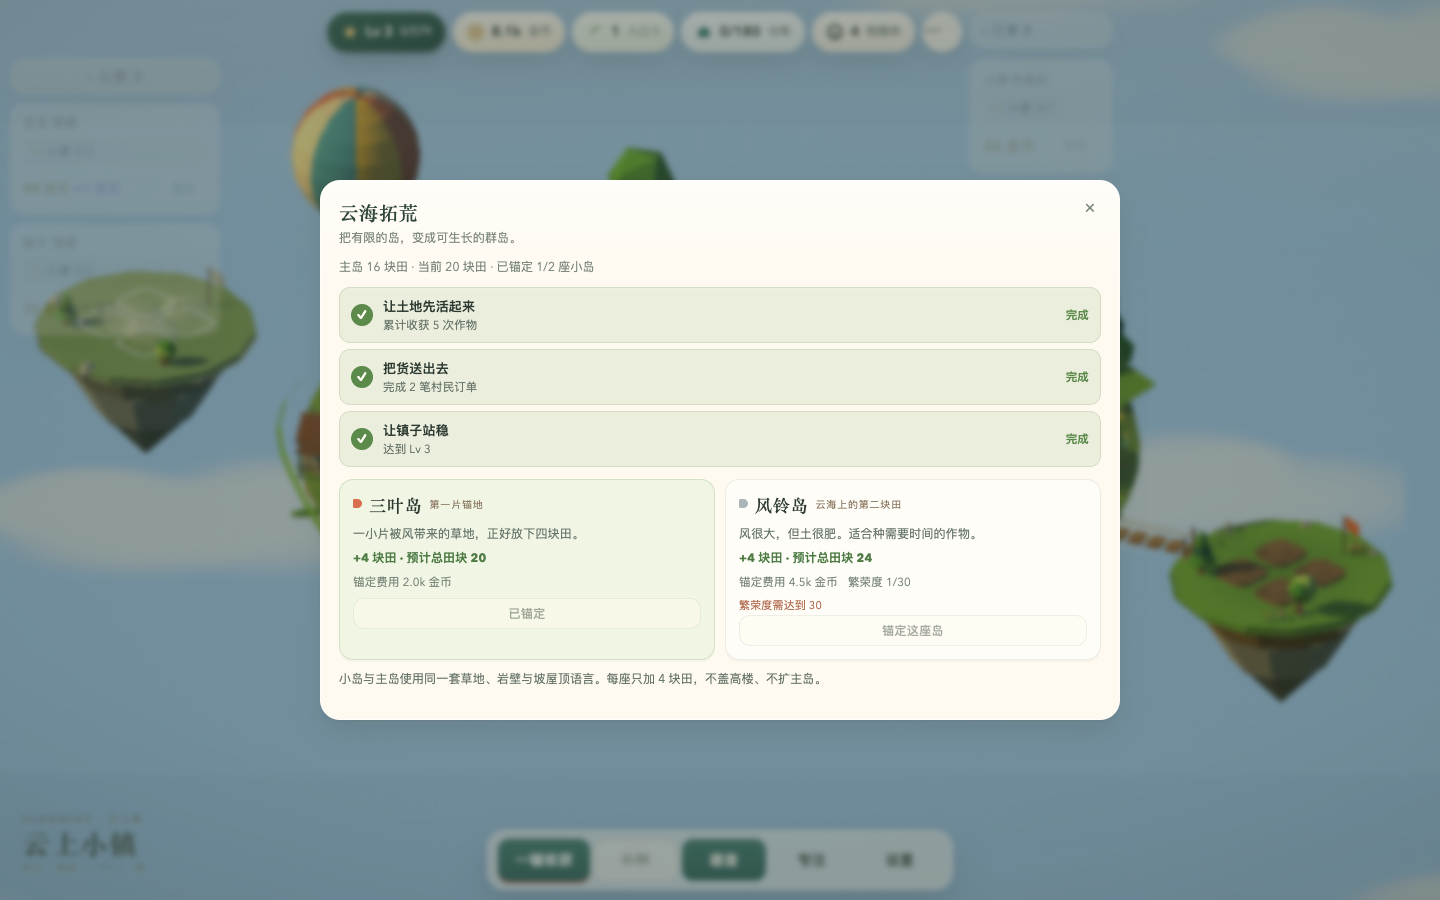 云海拓荒
×
把有限的岛，变成可生长的群岛。
主岛 16 块田 · 当前 20 块田 · 已锚定 1/2 座小岛
让土地先活起来
累计收获 5 次作物
完成
把货送出去
完成 2 笔村民订单
完成
让镇子站稳
达到 Lv 3
完成
三叶岛 第一片锚地
一小片被风带来的草地，正好放下四块田。
+4 块田 · 预计总田块 20
锚定费用 2.0k 金币
已锚定
风铃岛 云海上的第二块田
风很大，但土很肥。适合种需要时间的作物。
+4 块田 · 预计总田块 24
锚定费用 4.5k 金币 繁荣度 1/30
繁荣度需达到 30
锚定这座岛
小岛与主岛使用同一套草地、岩壁与坡屋顶语言。每座只加 4 块田，不盖高楼、不扩主岛。
云上小镇